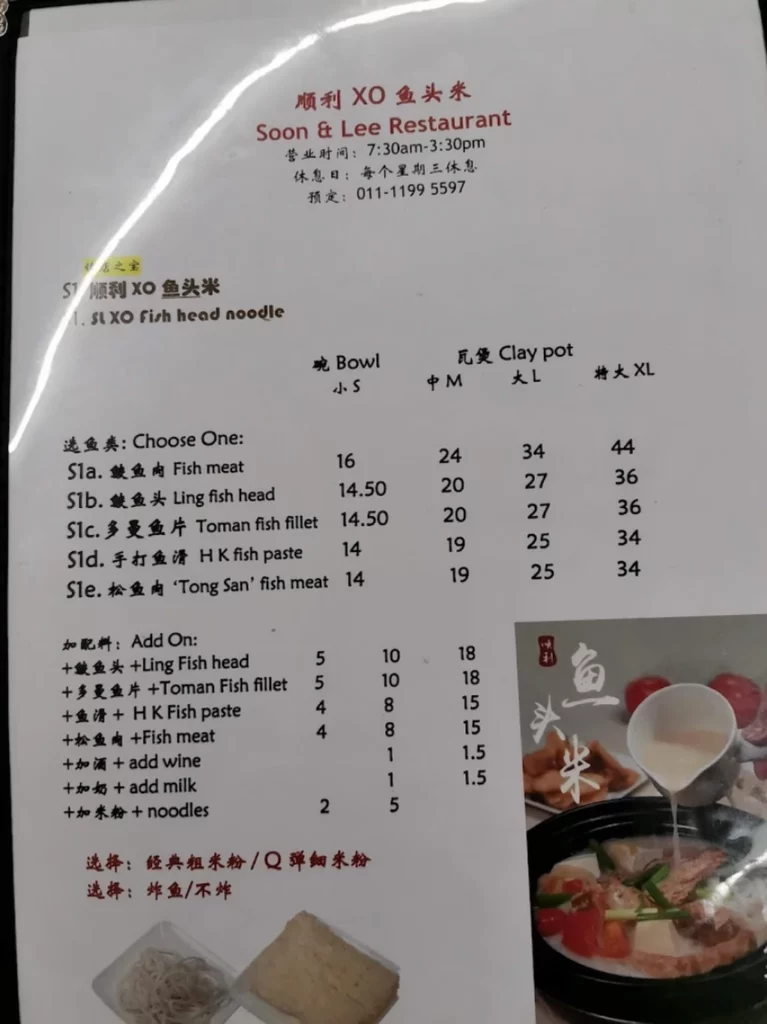 顺利 XO 鱼头米
Soon & Lee Restaurant
营业时间: 7:30am-3:30pm
休息日: 每个星期三休息
预定: 011-1199 5597
店之宝
顺利 XO 鱼头米
SL XO Fish head noodle
碗 Bowl 瓦煲 Clay pot
小 S 中 M 大 L 特大 XL
选鱼类: Choose One:
S1a. 鮻鱼肉 Fish meat 16 24 34 44
S1b. 鮻鱼头 Ling fish head 14.50 20 27 36
S1c. 多曼鱼片 Toman fish fillet 14.50 20 27 36
S1d. 手打鱼滑 H K fish paste 14 19 25 34
S1e. 松鱼肉 ‘Tong San’ fish meat 14 19 25 34
加配料: Add On:
+鮻鱼头 +Ling Fish head 5 10 18
+多曼鱼片 +Toman Fish fillet 5 10 18
+鱼滑 + H K Fish paste 4 8 15
+松鱼肉 +Fish meat 4 8 15
+加酒 + add wine 1 1.5
+加奶 + add milk 1 1.5
+加米粉 + noodles 2 5
选择: 经典粗米粉 / Q 弹细米粉
选择: 炸鱼/不炸
顺利
鱼头米